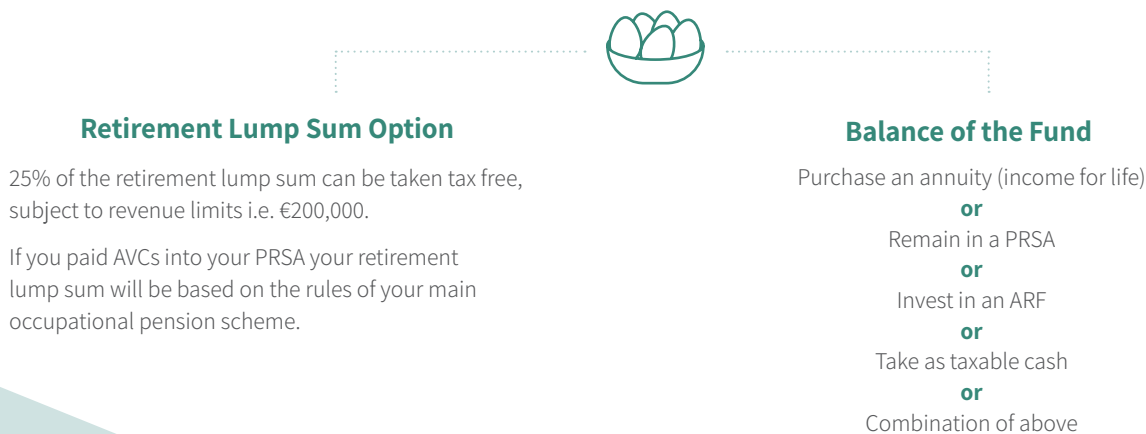 Retirement Lump Sum Option
25% of the retirement lump sum can be taken tax free,
subject to revenue limits i.e. €200,000.
If you paid AVCs into your PRSA your retirement
lump sum will be based on the rules of your main
occupational pension scheme.
Balance of the Fund
Purchase an annuity (income for life)
or
Remain in a PRSA
or
Invest in an ARF
or
Take as taxable cash
or
Combination of above